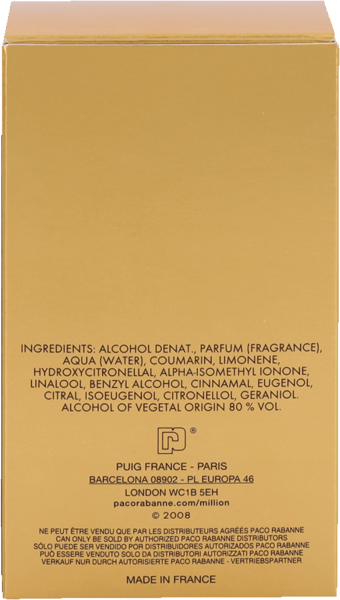 INGREDIENTS: ALCOHOL DENAT., PARFUM (FRAGRANCE),
AQUA (WATER), COUMARIN, LIMONENE,
HYDROXYCITRONELLAL, ALPHA-ISOMETHYL IONONE,
LINALOOL, BENZYL ALCOHOL, CINNAMAL, EUGENOL,
CITRAL, ISOEUGENOL, CITRONELLOL, GERANIOL.
ALCOHOL OF VEGETAL ORIGIN 80 % VOL.
®
PUIG FRANCE - PARIS
BARCELONA 08902 - PL EUROPA 46
LONDON WC1B 5EH
pacorabanne.com/million
© 2008
NE PEUT ÊTRE VENDU QUE PAR LES DISTRIBUTEURS AGRÉÉS PACO RABANNE
CAN ONLY BE SOLD BY AUTHORIZED PACO RABANNE DISTRIBUTORS
SÓLO PUEDE SER VENDIDO POR DISTRIBUIDORES AUTORIZADOS PACO RABANNE
PUÒ ESSERE VENDUTO SOLO DA DISTRIBUTORI AUTORIZZATI PACO RABANNE
VERKAUF NUR DURCH AUTORISIERTE PACO RABANNE - VERTRIEBSPARTNER
MADE IN FRANCE